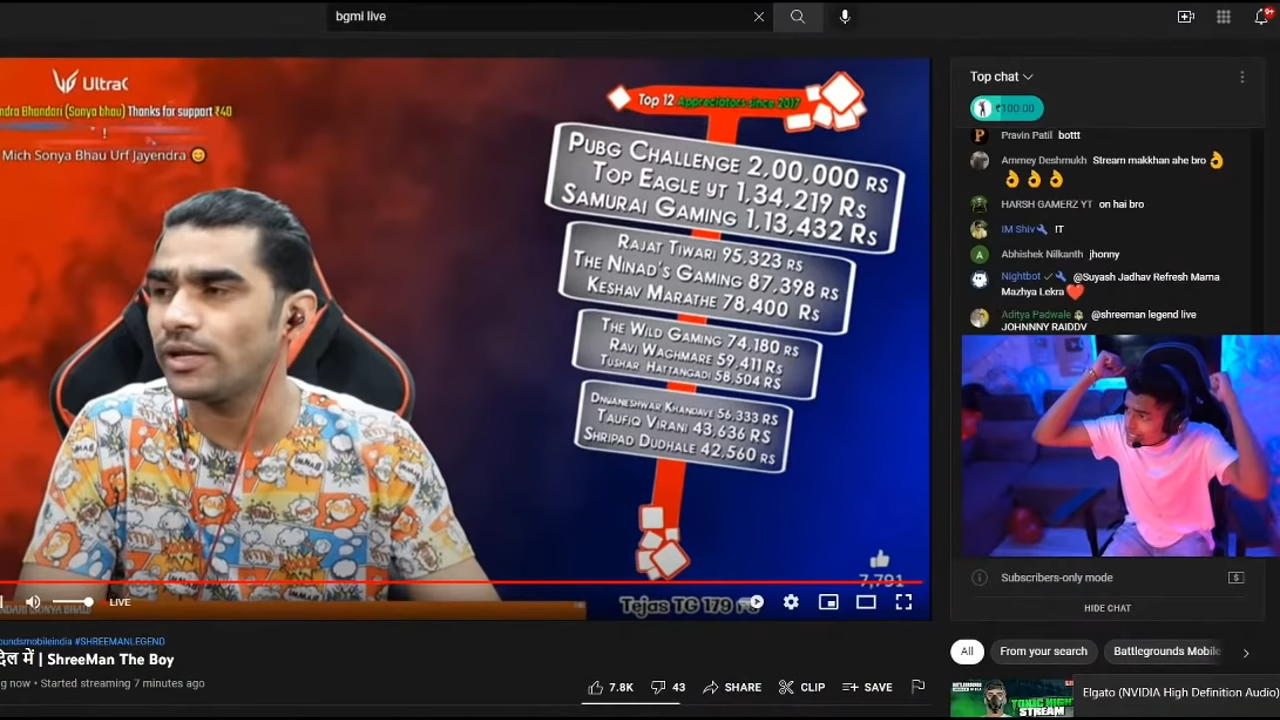 bgmi live
9+
UltraC
ndra Bhandari (Sonya bhau) Thanks for support ₹40
!
Mich Sonya Bhau Urf Jayendra
Top 12 Appreciators Since 2017
PUBG CHALLENGE 2,00,000 RS
TOP EAGLE YT 1,34,219 RS
SAMURAI GAMING 1,13,432 RS
RAJAT TIWARI 95,323 RS
THE NINAD'S GAMING 87,398 RS
KESHAV MARATHE 78,400 RS
THE WILD GAMING 74,180 RS
RAVI WAGHMARE 59,411 RS
TUSHAR HATTANGADI 58,504 RS
DNYANESHWAR KHANDAVE 56,333 RS
TAUFIQ VIRANI 43,636 RS
SHRIPAD DUDHALE 42,560 RS
7,791
LIVE
Tejas TG 179
Top chat
₹100.00
Pravin Patil bottt
Ammey Deshmukh Stream makkhan ahe bro👌
👌👌👌
HARSH GAMERZ YT on hai bro
IM Shiv IT
Abhishek Nilkanth jhonny
Nightbot @Suyash Jadhav Refresh Mama
Mazhya Lekra❤️
Aditya Padwale @shreeman legend live
JOHNNNY RAIDDV
Subscribers-only mode
HIDE CHAT
oundsmobileindia #SHREEMANLEGEND
देल में | ShreeMan The Boy
g now • Started streaming 7 minutes ago
7.8K 43 SHARE CLIP SAVE
All From your search Battlegrounds Mobile
TOXIC HIGH
STREAM
Elgato (NVIDIA High Definition Audio)